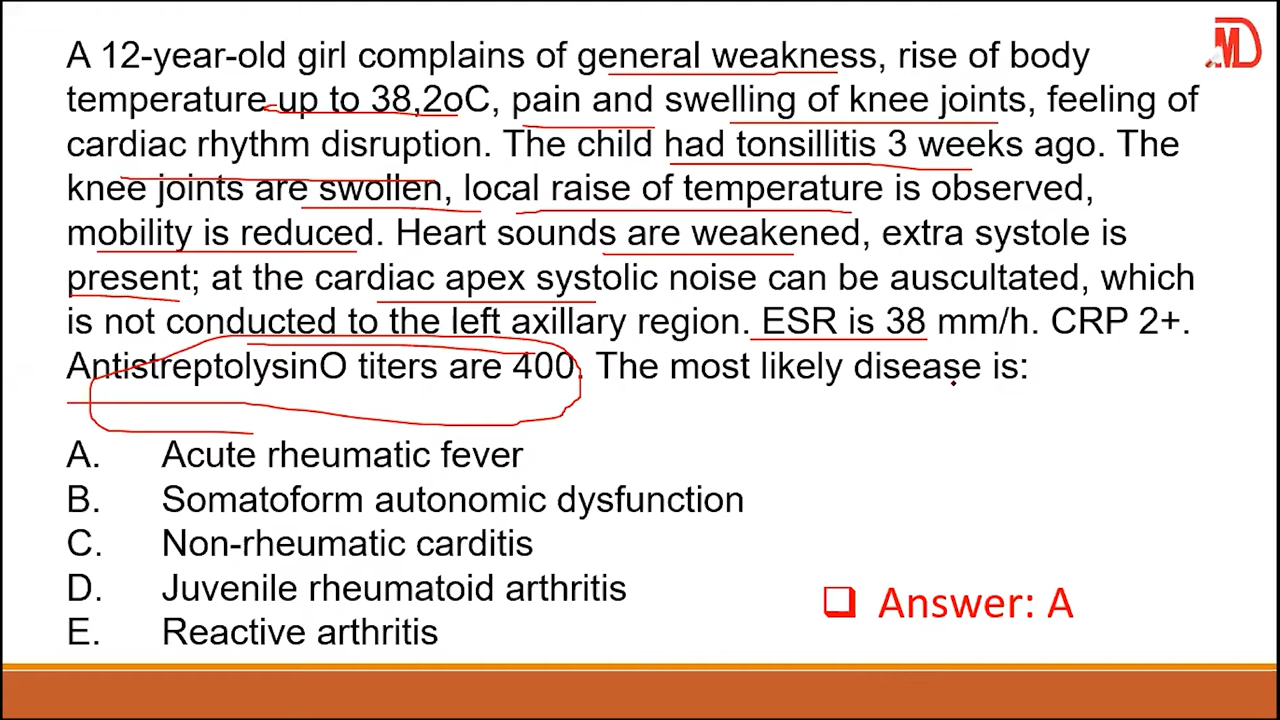 MD
A 12-year-old girl complains of general weakness, rise of body
temperature up to 38,2oC, pain and swelling of knee joints, feeling of
cardiac rhythm disruption. The child had tonsillitis 3 weeks ago. The
knee joints are swollen, local raise of temperature is observed,
mobility is reduced. Heart sounds are weakened, extra systole is
present; at the cardiac apex systolic noise can be auscultated, which
is not conducted to the left axillary region. ESR is 38 mm/h. CRP 2+.
AntistreptolysinO titers are 400. The most likely disease is:
A. Acute rheumatic fever
B. Somatoform autonomic dysfunction
C. Non-rheumatic carditis
D. Juvenile rheumatoid arthritis
E. Reactive arthritis
❑ Answer: A